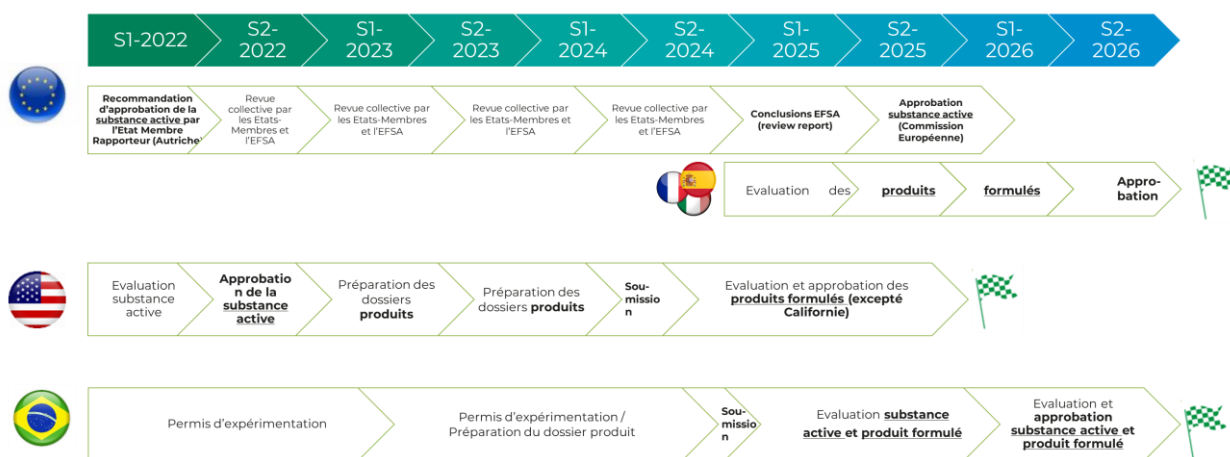 S1-2022
S2-
2022
S1-
2023
S2-
2023
S1-
2024
S2-
2024
S1-
2025
S2-
2025
S1-
2026
S2-
2026
Recommandation
d'approbation de la
substance active par
l'Etat Membre
Rapporteur (Autriche)
Revue
collective par
les Etats-
Membres et
l'EFSA
Revue collective par
les Etats-Membres
et l'EFSA
Revue collective par
les Etats-Membres et
l'EFSA
Revue collective par
les Etats-Membres et
l'EFSA
Conclusions EFSA
(review report)
Approbation
substance active
(Commission
Européenne)
Evaluation des
produits
formulés
Appro-
bation
Evaluation
substance
active
Approbatio
n de la
substance
active
Préparation des
dossiers
produits
Préparation des
dossiers produits
Sou-
missio
n
Evaluation et approbation des
produits formulés (excepté
Californie)
Permis d'expérimentation
Permis d'expérimentation /
Préparation du dossier produit
Sou-
missio
n
Evaluation substance
active et produit formulé
Evaluation et
approbation
substance active et
produit formulé